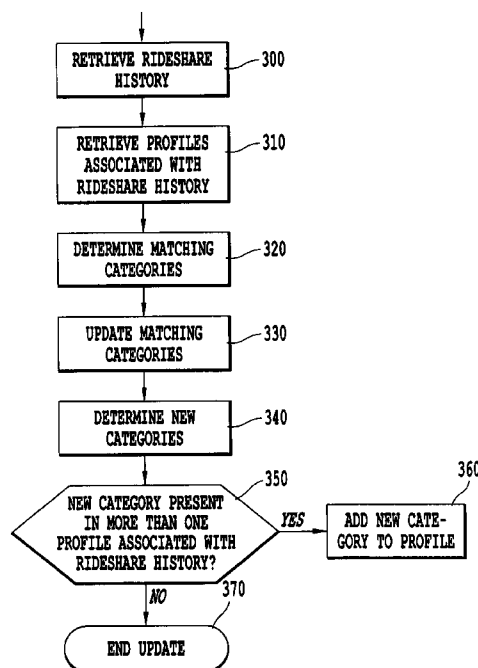 RETRIEVE RIDESHARE
HISTORY
300
RETRIEVE PROFILES
ASSOCIATED WITH
RIDESHARE HISTORY
310
DETERMINE MATCHING
CATEGORIES
320
UPDATE MATCHING
CATEGORIES
330
DETERMINE NEW
CATEGORIES
340
350
NEW CATEGORY PRESENT
IN MORE THAN ONE
PROFILE ASSOCIATED WITH
RIDESHARE HISTORY?
YES
360
ADD NEW CATE-
GORY TO PROFILE
NO
370
END UPDATE